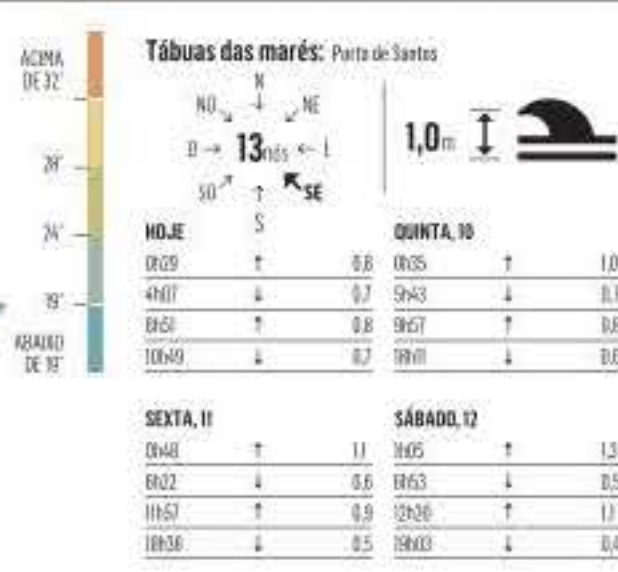 ACIMA
DE 32°
28°
24°
19°
ABAIXO
DE 19°
Tábuas das marés: Porto de Santos
N
NO NE
O 13nós L
SO SE
S
1,0m
HOJE
0h29 ↑ 0,8
4h07 ↓ 0,7
8h51 ↑ 0,8
10h49 ↓ 0,7
QUINTA, 10
0h35 ↑ 1,0
5h43 ↓
9h57 ↑
18h11 ↓ 0,6
SEXTA, 11
0h48 ↑ 1,1
6h22 ↓ 0,6
11h57 ↑ 0,9
18h38 ↓ 0,5
SÁBADO, 12
1h05 ↑ 1,3
6h53 ↓ 0,5
12h20 ↑ 1,1
19h03 ↓ 0,4